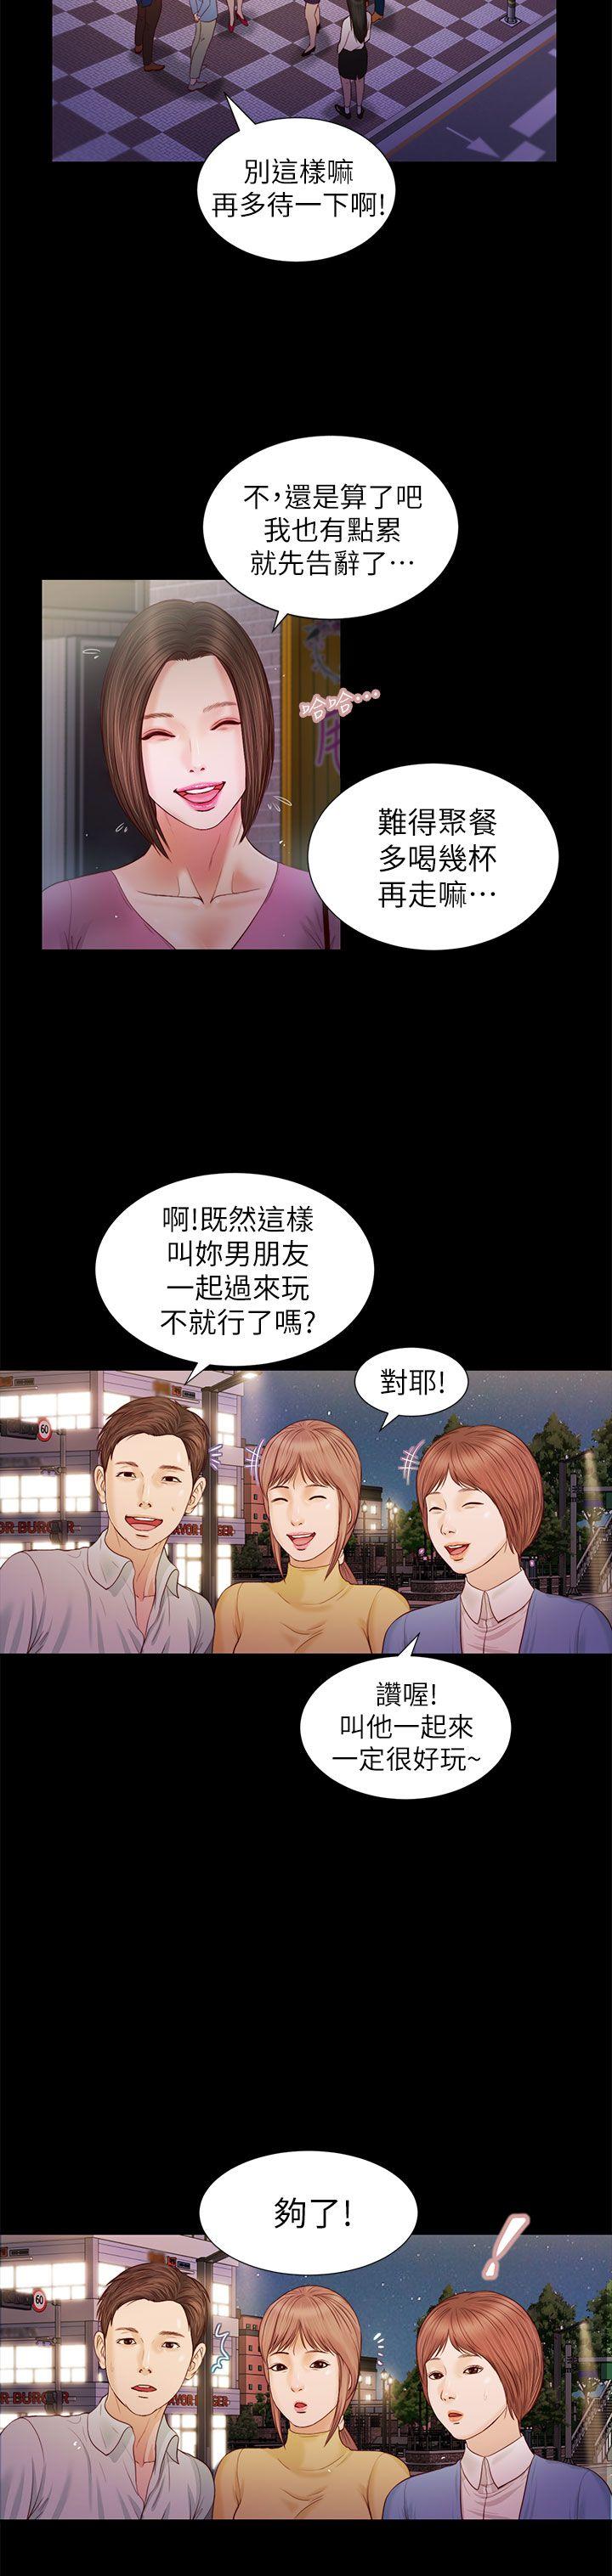 別這樣嘛
再多待一下啊!
不，還是算了吧
我也有點累
就先告辭了…
哈哈…
難得聚餐
多喝幾杯
再走嘛…
啊!既然這樣
叫妳男朋友
一起過來玩
不就行了嗎?
對耶!
60
讚喔!
叫他一起來
一定很好玩~
夠了!
60